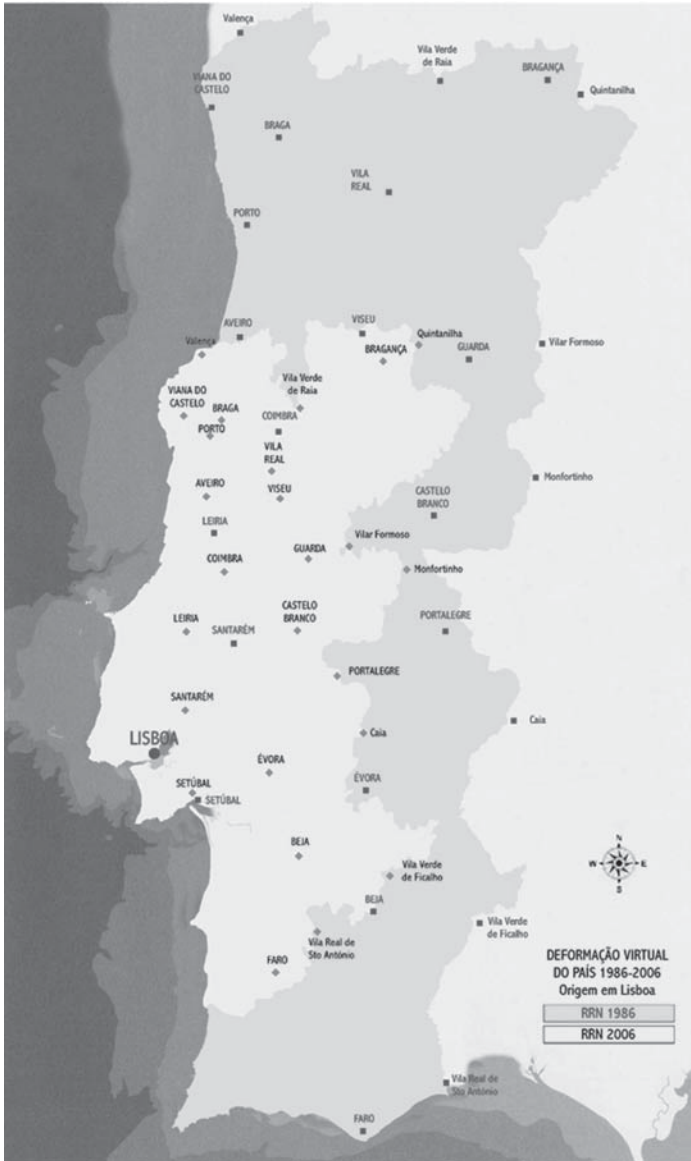 Valença
Vila Verde
de Raia
BRAGANÇA
Quintanilha
VIANA DO
CASTELO
BRAGA
VILA
REAL
PORTO
AVEIRO
VISEU
Quintanilha
Vilar Formoso
Valença
BRAGANÇA
GUARDA
Vila Verde
de Raia
VIANA DO
CASTELO
BRAGA
COIMBRA
PORTO
VILA
REAL
Monfortinho
AVEIRO
VISEU
CASTELO
BRANCO
LEIRIA
Vilar Formoso
COIMBRA
GUARDA
Monfortinho
LEIRIA
CASTELO
BRANCO
PORTALEGRE
SANTARÉM
PORTALEGRE
SANTARÉM
Caia
Caia
LISBOA
ÉVORA
ÉVORA
SETÚBAL
SETÚBAL
BEJA
N
W
E
S
Vila Verde
de Ficalho
BEJA
Vila Verde
de Ficalho
Vila Real de
Sto António
FARO
DEFORMAÇÃO VIRTUAL
DO PAÍS 1986-2006
Origem em Lisboa
RRN 1986
RRN 2006
Vila Real de
Sto António
FARO